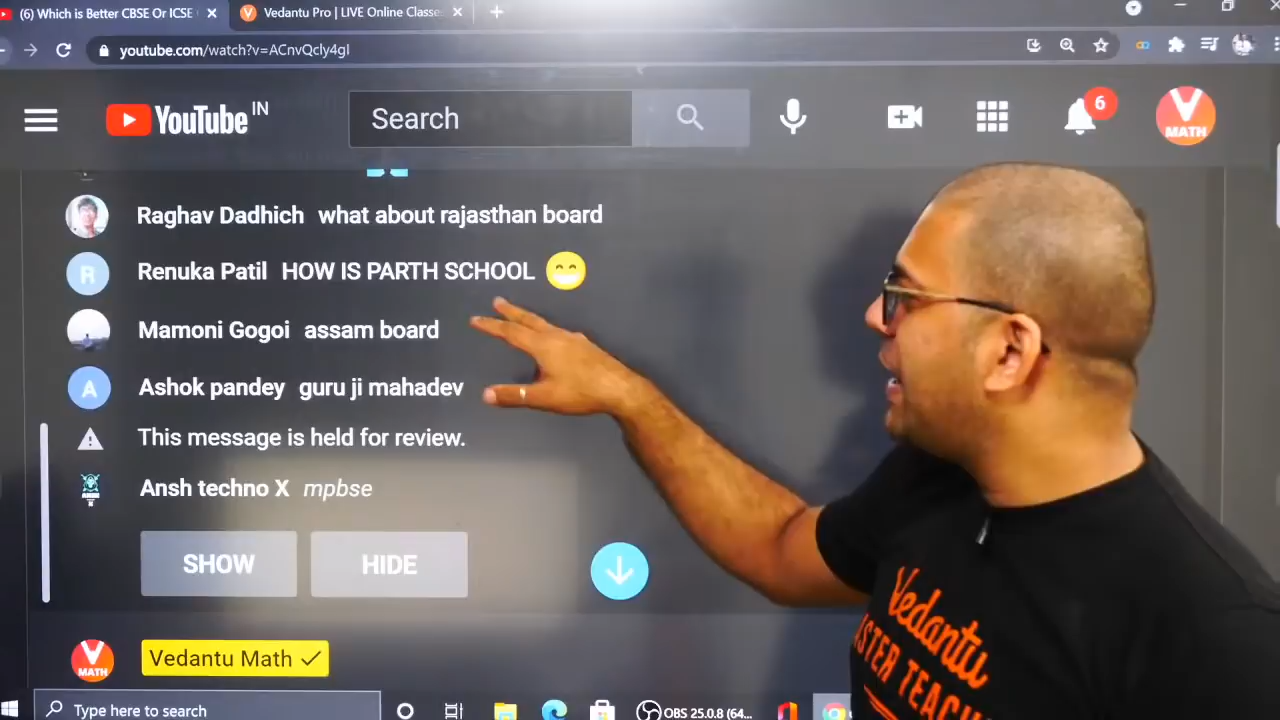 (6) Which is Better CBSE Or ICSE
Vedantu Pro | LIVE Online Classe
youtube.com/watch?v=ACnvQcly4gI
YouTube IN
Search
6
V
MATH
Raghav Dadhich what about rajasthan board
R
Renuka Patil HOW IS PARTH SCHOOL 😁
Mamoni Gogoi assam board
A
Ashok pandey guru ji mahadev
This message is held for review.
Ansh techno X mpbse
SHOW
HIDE
V
MATH
Vedantu Math ✓
Type here to search
OBS 25.0.8 (64...
Vedantu